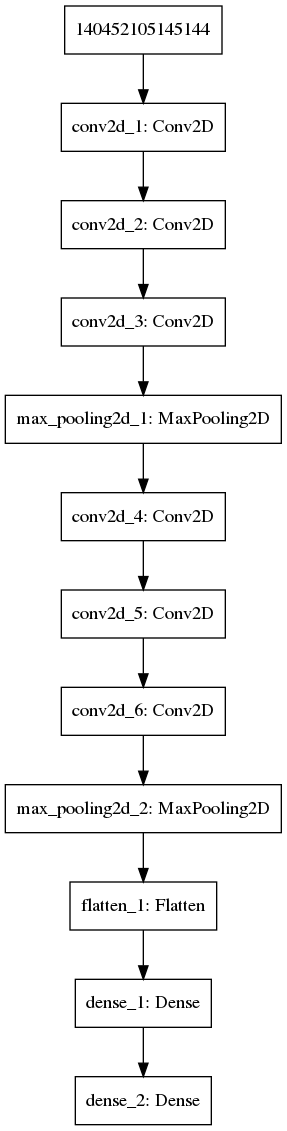 140452105145144
conv2d_1: Conv2D
conv2d_2: Conv2D
conv2d_3: Conv2D
max_pooling2d_1: MaxPooling2D
conv2d_4: Conv2D
conv2d_5: Conv2D
conv2d_6: Conv2D
max_pooling2d_2: MaxPooling2D
flatten_1: Flatten
dense_1: Dense
dense_2: Dense